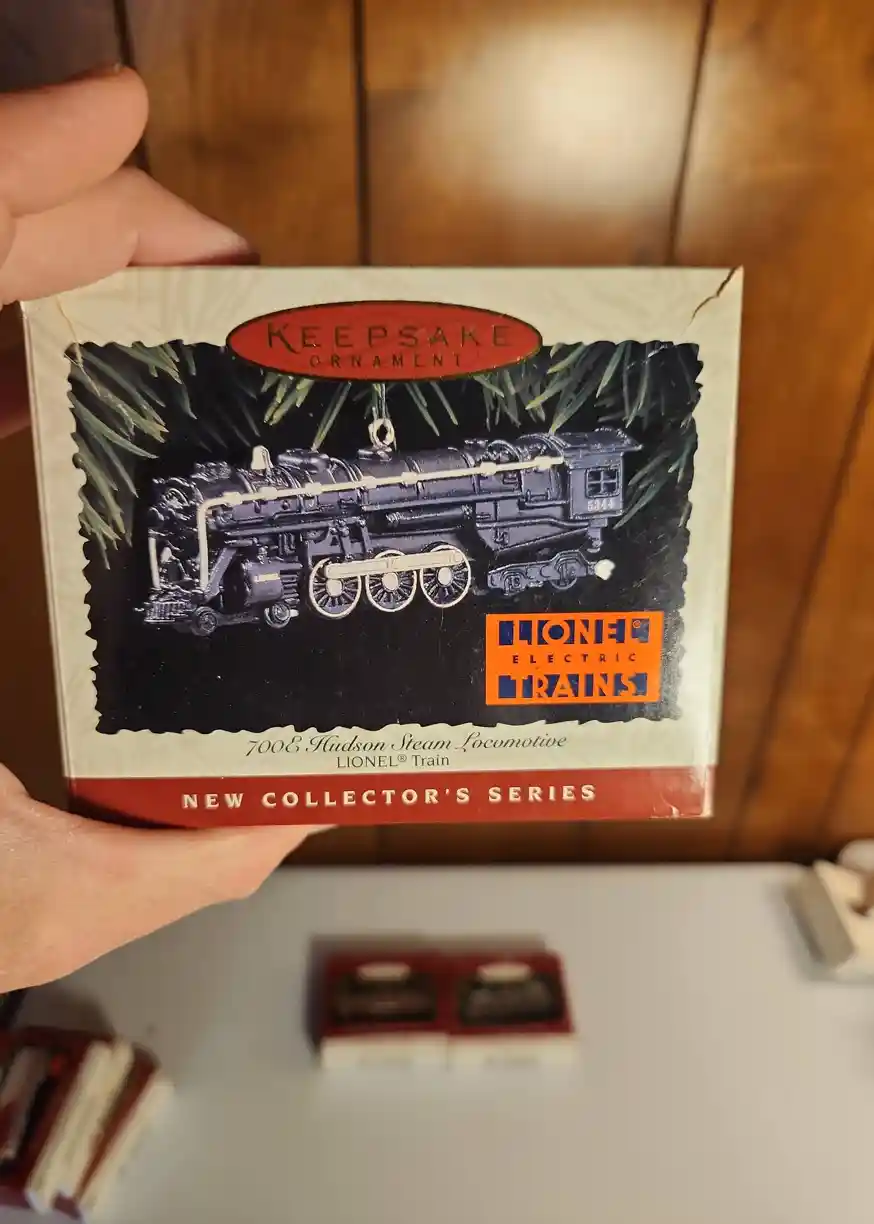 KEEPSAKE
ORNAMENT
5344
LIONEL®
ELECTRIC
TRAINS
700E Hudson Steam Locomotive
LIONEL® Train
NEW COLLECTOR'S SERIES